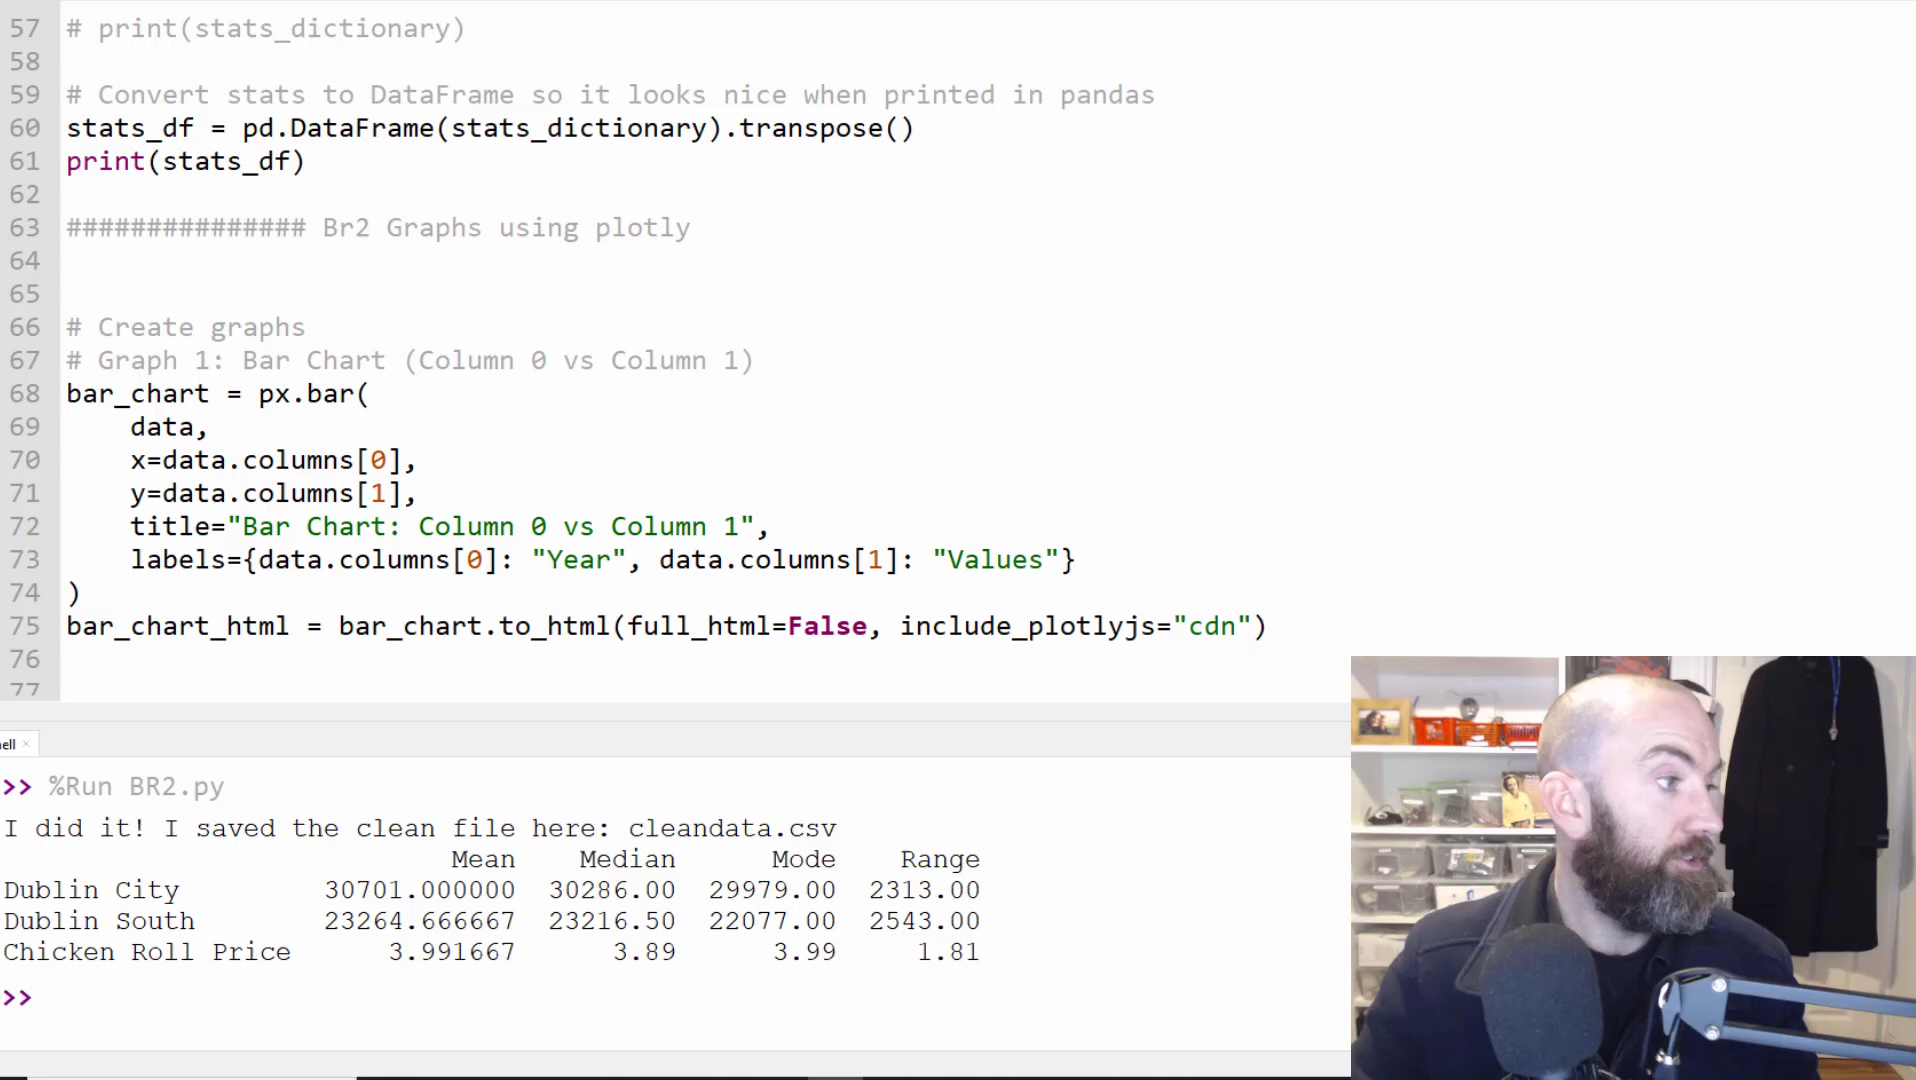 57 # print(stats_dictionary)
58
59 # Convert stats to DataFrame so it looks nice when printed in pandas
60 stats_df = pd.DataFrame(stats_dictionary).transpose()
61 print(stats_df)
62
63 ############### Br2 Graphs using plotly
64
65
66 # Create graphs
67 # Graph 1: Bar Chart (Column 0 vs Column 1)
68 bar_chart = px.bar(
69     data,
70     x=data.columns[0],
71     y=data.columns[1],
72     title="Bar Chart: Column 0 vs Column 1",
73     labels={data.columns[0]: "Year", data.columns[1]: "Values"}
74 )
75 bar_chart_html = bar_chart.to_html(full_html=False, include_plotlyjs="cdn")
76
77
ell ×
>> %Run BR2.py
I did it! I saved the clean file here: cleandata.csv
Mean Median Mode Range
Dublin City 30701.000000 30286.00 29979.00 2313.00
Dublin South 23264.666667 23216.50 22077.00 2543.00
Chicken Roll Price 3.991667 3.89 3.99 1.81
>>